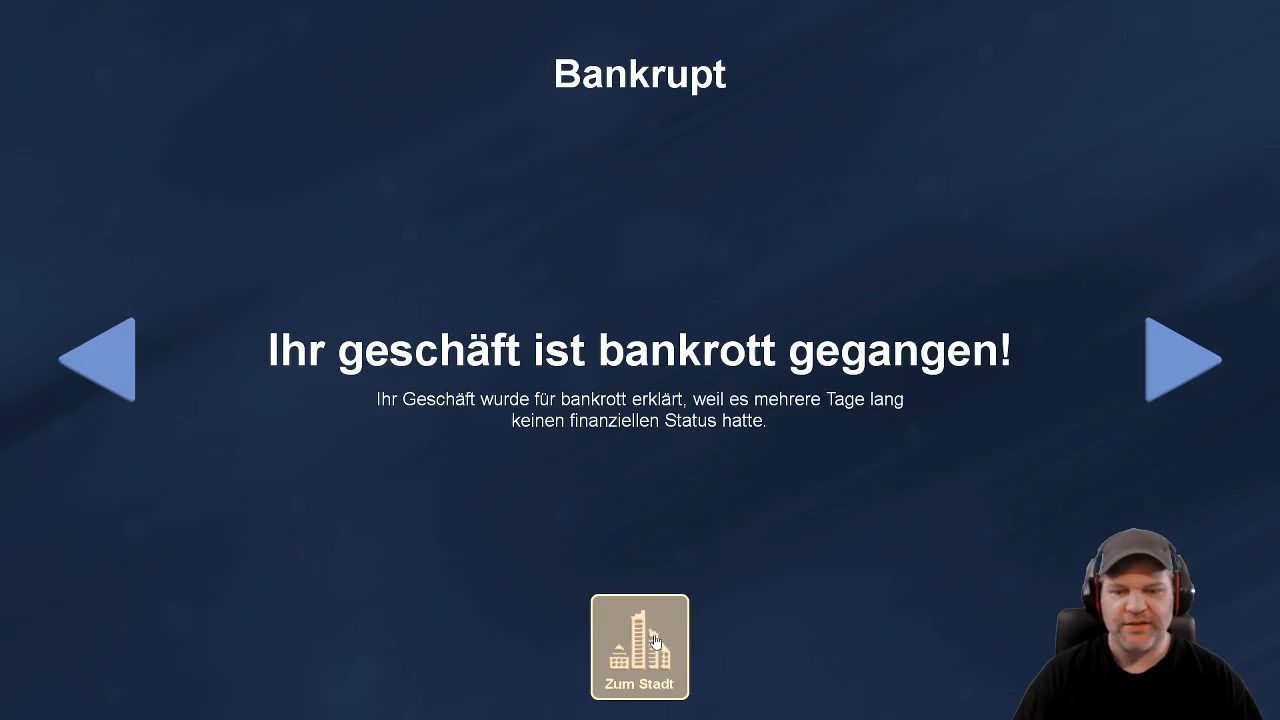 Bankrupt
Ihr geschäft ist bankrott gegangen!
Ihr Geschäft wurde für bankrott erklärt, weil es mehrere Tage lang
keinen finanziellen Status hatte.
Zum Stadt